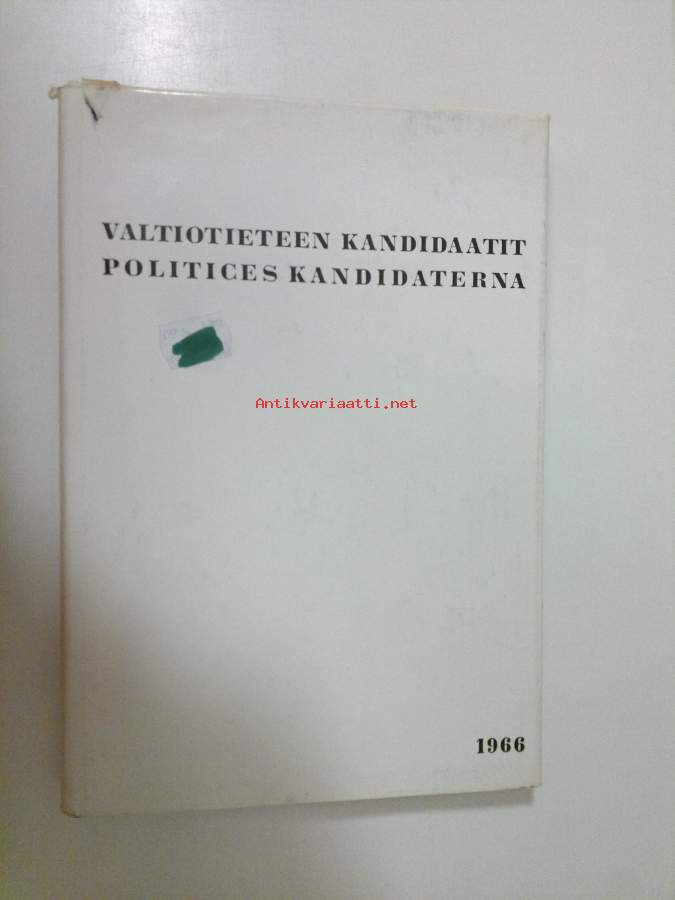 VALTIOTIETEEN KANDIDAATIT
POLITICES KANDIDATERNA
Antikvariaatti.net
1966